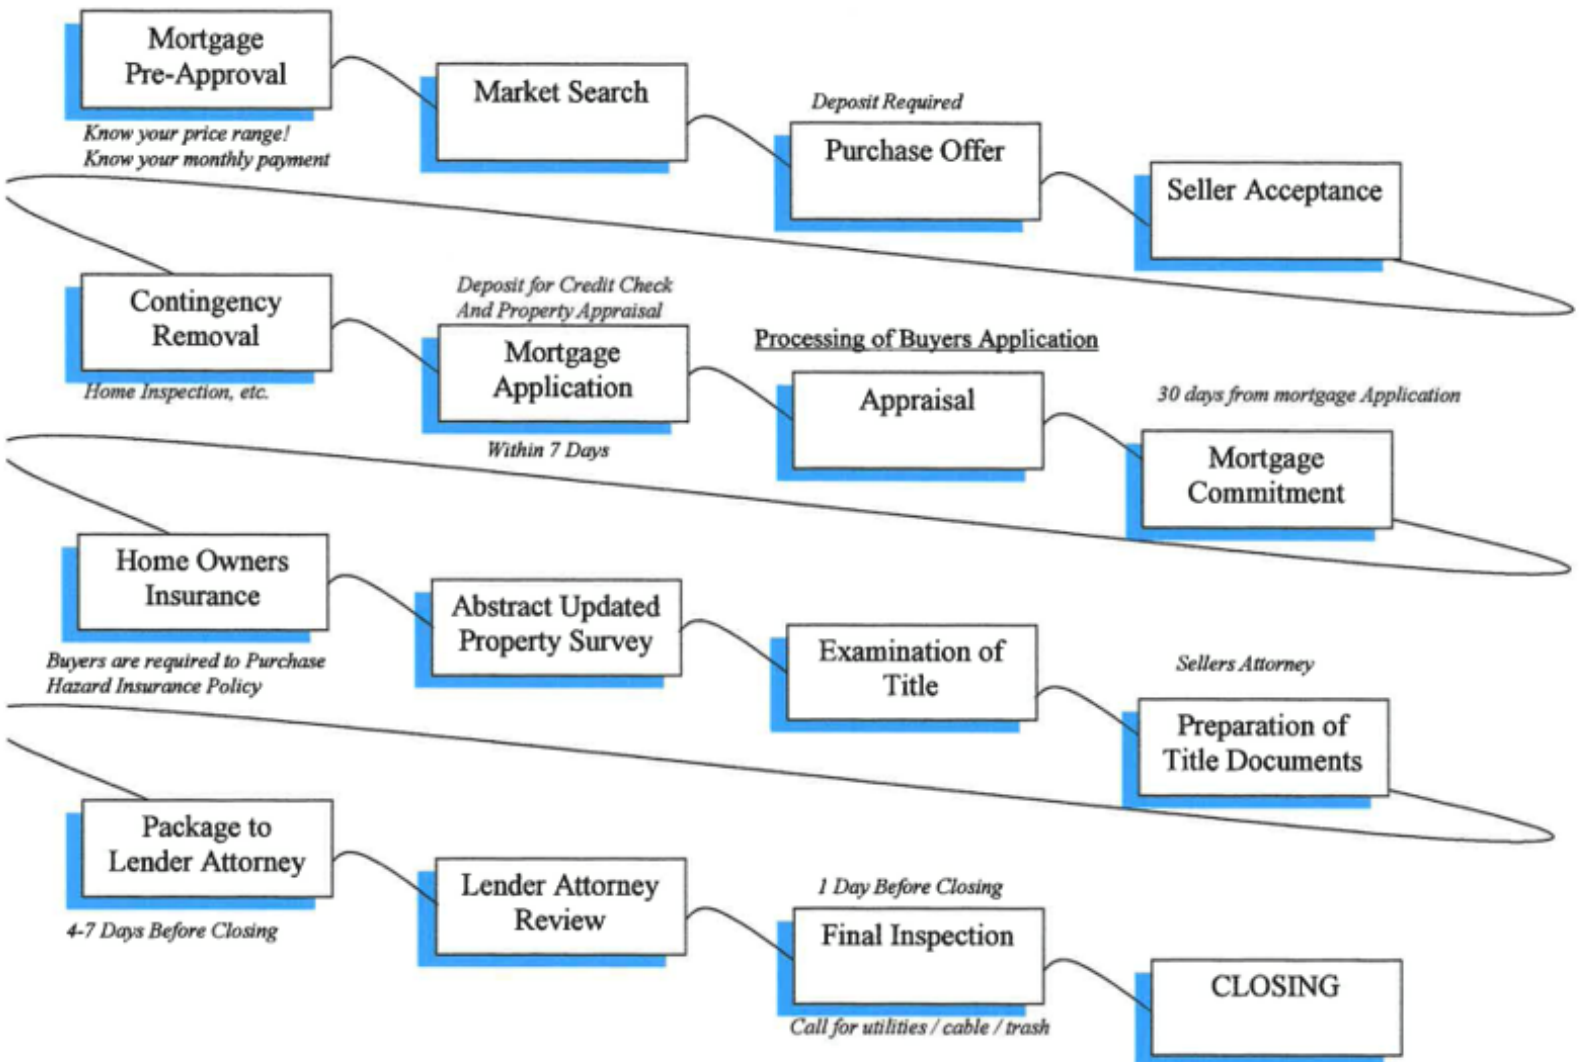 Mortgage
Pre-Approval
Know your price range!
Know your monthly payment
Market Search
Deposit Required
Purchase Offer
Seller Acceptance
Contingency
Removal
Home Inspection, etc.
Deposit for Credit Check
And Property Appraisal
Mortgage
Application
Within 7 Days
Processing of Buyers Application
Appraisal
30 days from mortgage Application
Mortgage
Commitment
Home Owners
Insurance
Buyers are required to Purchase
Hazard Insurance Policy
Abstract Updated
Property Survey
Examination of
Title
Sellers Attorney
Preparation of
Title Documents
Package to
Lender Attorney
4-7 Days Before Closing
Lender Attorney
Review
1 Day Before Closing
Final Inspection
Call for utilities / cable / trash
CLOSING